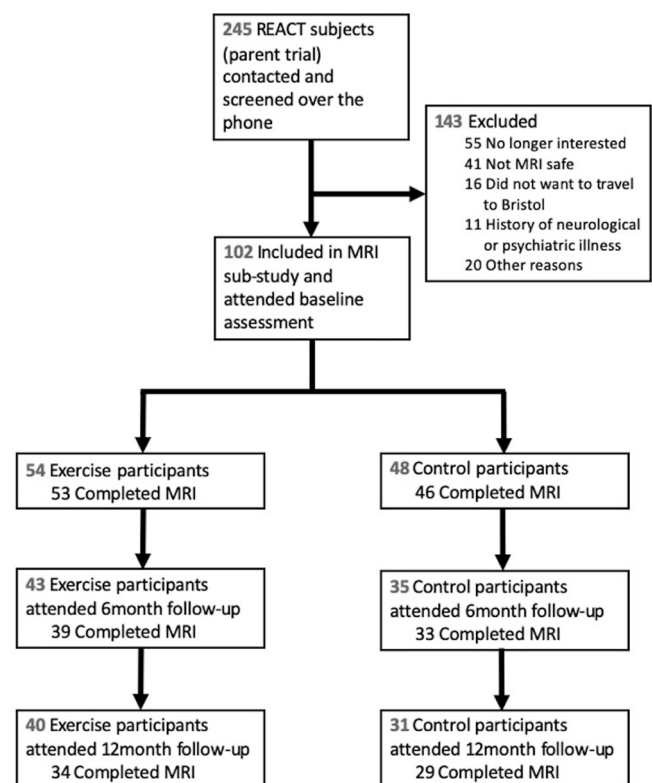 245 REACT subjects
(parent trial)
contacted and
screened over the
phone
143 Excluded
55 No longer interested
41 Not MRI safe
16 Did not want to travel
to Bristol
11 History of neurological
or psychiatric illness
20 Other reasons
102 Included in MRI
sub-study and
attended baseline
assessment
54 Exercise participants
53 Completed MRI
48 Control participants
46 Completed MRI
43 Exercise participants
attended 6month follow-up
39 Completed MRI
35 Control participants
attended 6month follow-up
33 Completed MRI
40 Exercise participants
attended 12month follow-up
34 Completed MRI
31 Control participants
attended 12month follow-up
29 Completed MRI